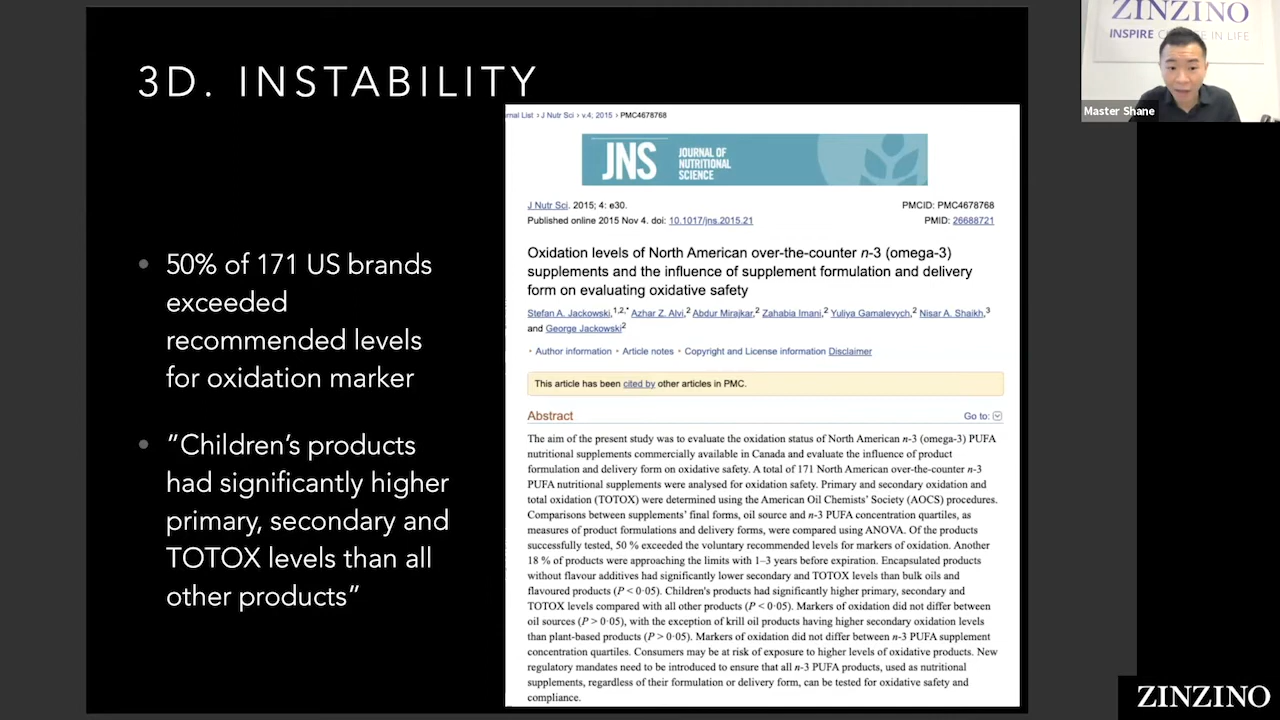 3D. INSTABILITY
• 50% of 171 US brands
exceeded
recommended levels
for oxidation marker
• "Children's products
had significantly higher
primary, secondary and
TOTOX levels than all
other products"
rnal List > J Nutr Sci > v.4, 2015 > PMC4678768
JNS
JOURNAL OF
NUTRITIONAL
SCIENCE
J Nutr Sci. 2015; 4: e30.
PMCID: PMC4678768
Published online 2015 Nov 4. doi: 10.1017/jns.2015.21
PMID: 26688721
Oxidation levels of North American over-the-counter n-3 (omega-3)
supplements and the influence of supplement formulation and delivery
form on evaluating oxidative safety
Stefan A. Jackowski,1,2,* Azhar Z. Alvi,2 Abdur Mirajkar,2 Zahabia Imani,2 Yuliya Gamalevych,2 Nisar A. Shaikh,3
and George Jackowski2
• Author information • Article notes • Copyright and License information Disclaimer
This article has been cited by other articles in PMC.
Abstract
Go to:
The aim of the present study was to evaluate the oxidation status of North American n-3 (omega-3) PUFA
nutritional supplements commercially available in Canada and evaluate the influence of product
formulation and delivery form on oxidative safety. A total of 171 North American over-the-counter n-3
PUFA nutritional supplements were analysed for oxidation safety. Primary and secondary oxidation and
total oxidation (TOTOX) were determined using the American Oil Chemists' Society (AOCS) procedures.
Comparisons between supplements' final forms, oil source and n-3 PUFA concentration quartiles, as
measures of product formulations and delivery forms, were compared using ANOVA. Of the products
successfully tested, 50 % exceeded the voluntary recommended levels for markers of oxidation. Another
18 % of products were approaching the limits with 1–3 years before expiration. Encapsulated products
without flavour additives had significantly lower secondary and TOTOX levels than bulk oils and
flavoured products (P < 0·05). Children's products had significantly higher primary, secondary and
TOTOX levels compared with all other products (P < 0·05). Markers of oxidation did not differ between
oil sources (P > 0·05), with the exception of krill oil products having higher secondary oxidation levels
than plant-based products (P > 0·05). Markers of oxidation did not differ between n-3 PUFA supplement
concentration quartiles. Consumers may be at risk of exposure to higher levels of oxidative products. New
regulatory mandates need to be introduced to ensure that all n-3 PUFA products, used as nutritional
supplements, regardless of their formulation or delivery form, can be tested for oxidative safety and
compliance.
ZINZINO
INSPIRE C E IN LIFE
Master Shane
ZINZINO